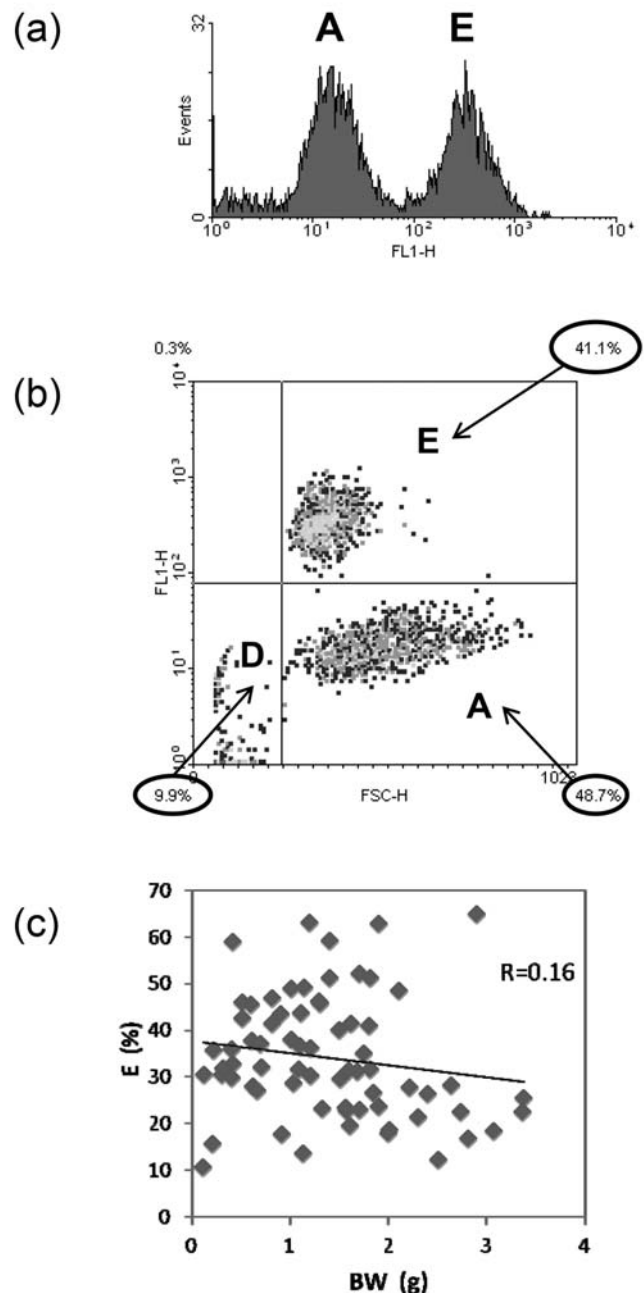 (a)
A E
32
Events
0
10⁰ 10¹ 10² 10³ 10⁴
FL1-H
(b)
0.3% 41.1%
10⁴
E
10³
FL1-H
10²
D
10¹
A
10⁰
0 1023
9.9% FSC-H 48.7%
(c)
70
R=0.16
60
50
E (%)
40
30
20
10
0
0 1 2 3 4
BW (g)